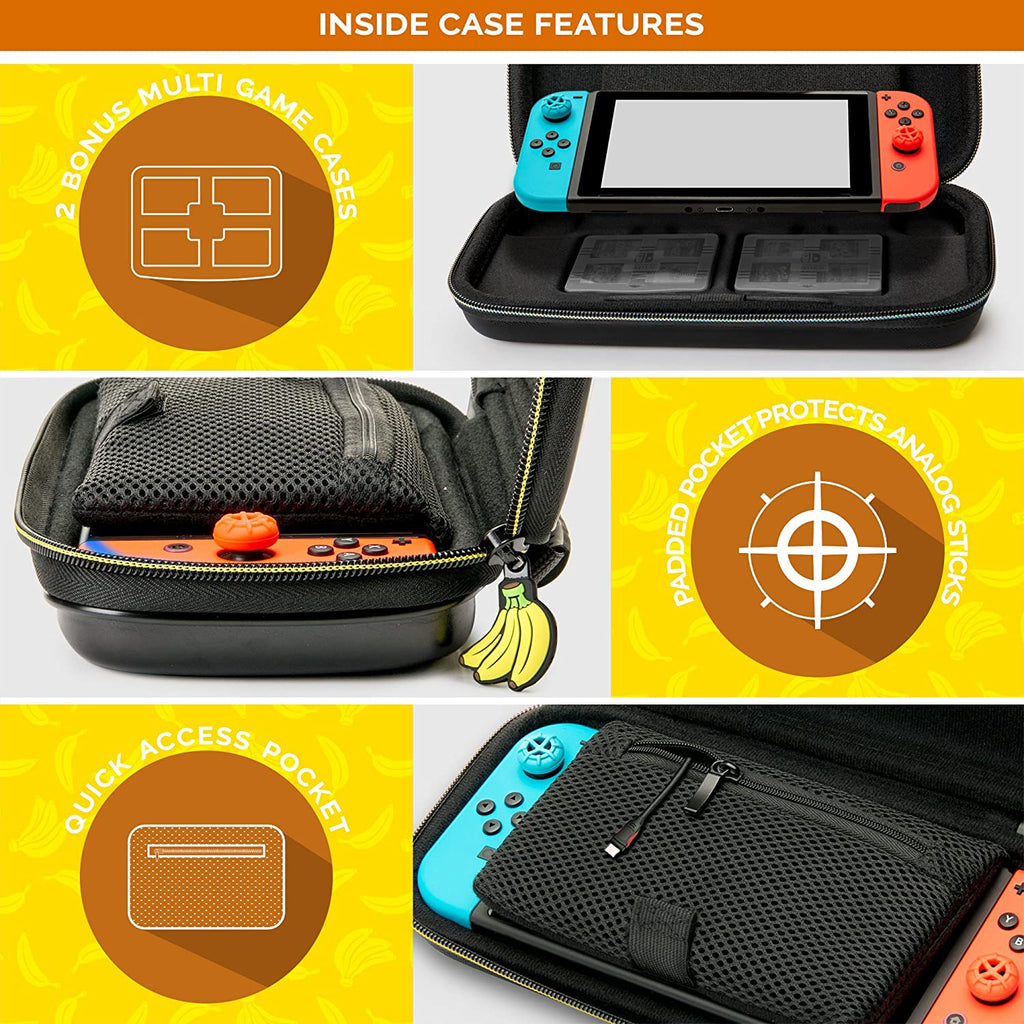 INSIDE CASE FEATURES
2 BONUS MULTI GAME CASES
PADDED POCKET PROTECTS ANALOG STICKS
QUICK ACCESS POCKET
Y
B